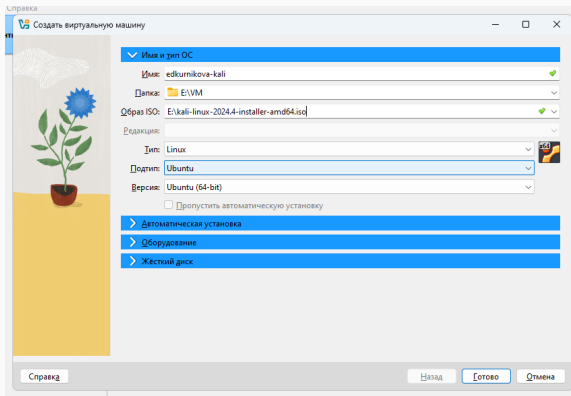 Справка
Создать виртуальную машину
Имя и тип ОС
Имя: edkurnikova-kali
Папка: E:\VM
Образ ISO: E:\kali-linux-2024.4-installer-amd64.iso
Редакция:
Тип: Linux
Подтип: Ubuntu
Версия: Ubuntu (64-bit)
Пропустить автоматическую установку
Автоматическая установка
Оборудование
Жёсткий диск
Справка Назад Готово Отмена